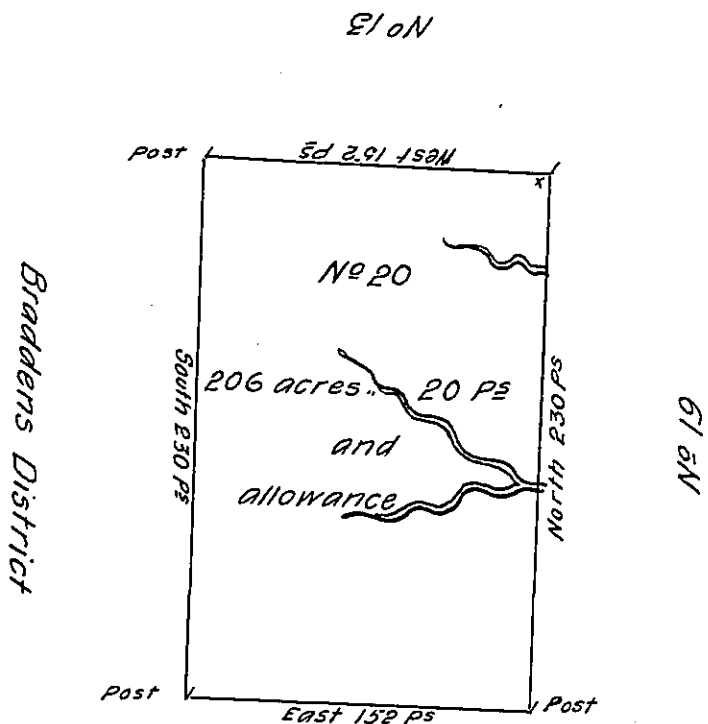 No 13
Post
West 152 ps
x
No 20
206 acres.. 20 Ps
and
allowance
South 230 ps
North 230 ps
Bradders District
No 19
Post
East 152 ps
Post